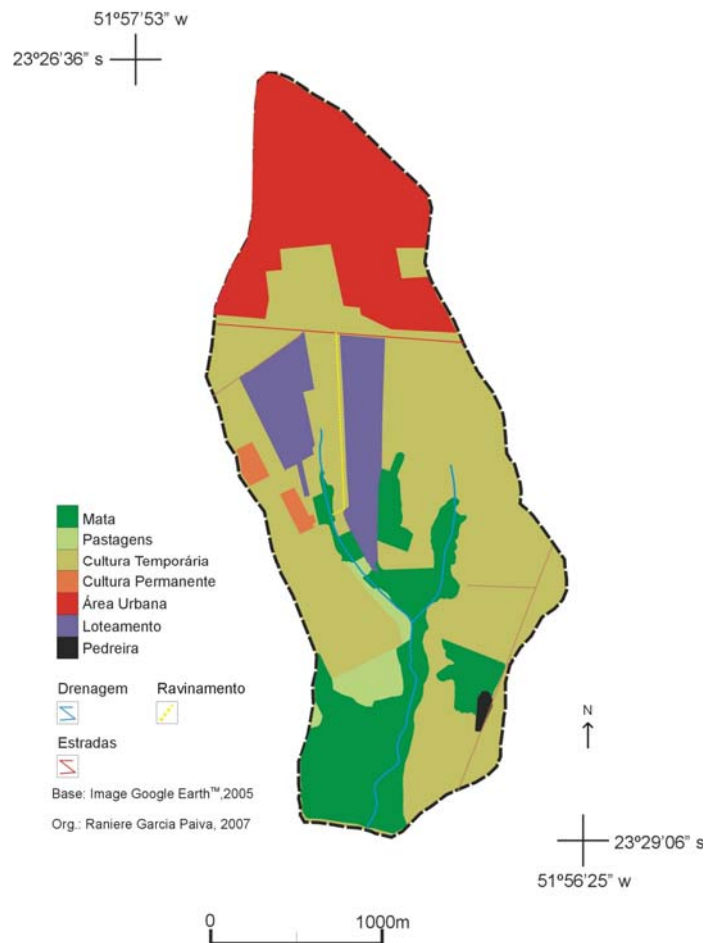 51º57’53” w
23º26’36” s
Mata
Pastagens
Cultura Temporária
Cultura Permanente
Área Urbana
Loteamento
Pedreira
Drenagem Ravinamento
Estradas
Base: Image Google Earth™,2005
Org.: Raniere Garcia Paiva, 2007
N
23º29’06” s
51º56’25” w
0 1000m